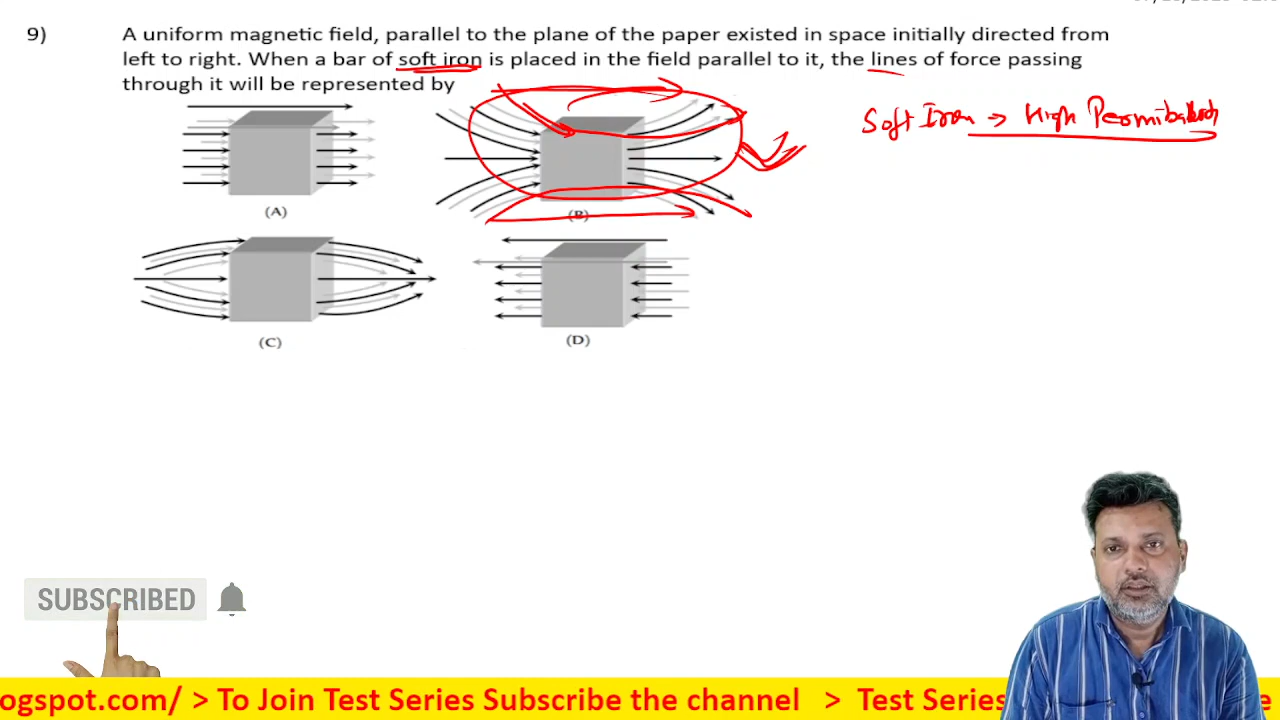 9) A uniform magnetic field, parallel to the plane of the paper existed in space initially directed from
left to right. When a bar of soft iron is placed in the field parallel to it, the lines of force passing
through it will be represented by
Soft Iron → High
(A)
(B)
(C)
(D)
SUBSCRIBED
ogspot.com/ > To Join Test Series Subscribe the channel > Test Series